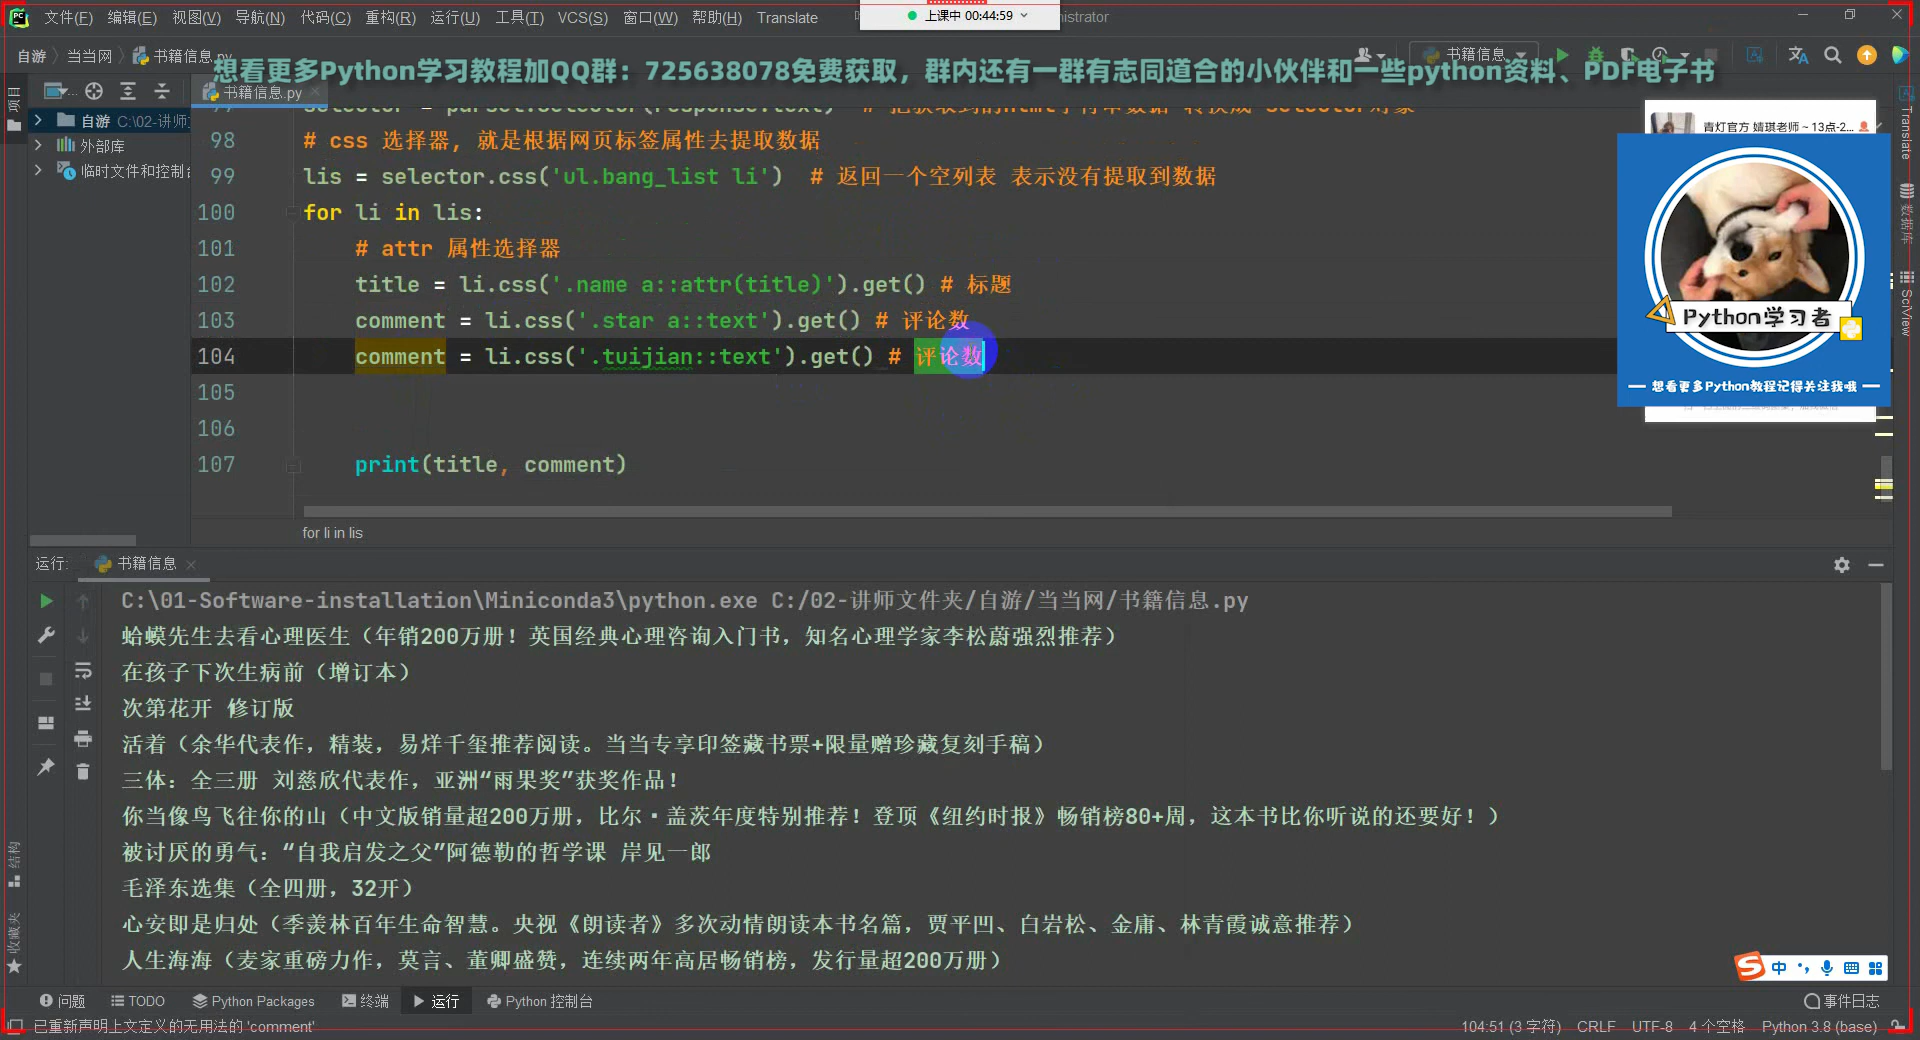 文件(F) 编辑(E) 视图(V) 导航(N) 代码(C) 重构(R) 运行(U) 工具(T) VCS(S) 窗口(W) 帮助(H) Translate
上课中 00:44:59
自游 当当网 书籍信息.py
书籍信息
想看更多Python学习教程加QQ群：725638078免费获取，群内还有一群有志同道合的小伙伴和一些python资料、PDF电子书
书籍信息.py
项目
自游 C:\02-讲师
外部库
临时文件和控制台
98 # css 选择器, 就是根据网页标签属性去提取数据
99 lis = selector.css('ul.bang_list li') # 返回一个空列表 表示没有提取到数据
100 for li in lis:
101 # attr 属性选择器
102 title = li.css('.name a::attr(title)').get() # 标题
103 comment = li.css('.star a::text').get() # 评论数
104 comment = li.css('.tuijian::text').get() # 评论数
105
106
107 print(title, comment)
for li in lis
青灯官方 婧琪老师 ~ 13点-2...
Python学习者
想看更多Python教程记得关注我哦
Translate
数据库
SciView
运行: 书籍信息
C:\01-Software-installation\Miniconda3\python.exe C:/02-讲师文件夹/自游/当当网/书籍信息.py
蛤蟆先生去看心理医生（年销200万册！英国经典心理咨询入门书，知名心理学家李松蔚强烈推荐）
在孩子下次生病前（增订本）
次第花开 修订版
活着（余华代表作，精装，易烊千玺推荐阅读。当当专享印签藏书票+限量赠珍藏复刻手稿）
三体：全三册 刘慈欣代表作，亚洲“雨果奖”获奖作品！
你当像鸟飞往你的山（中文版销量超200万册，比尔·盖茨年度特别推荐！登顶《纽约时报》畅销榜80+周，这本书比你听说的还要好！）
被讨厌的勇气：“自我启发之父”阿德勒的哲学课 岸见一郎
毛泽东选集（全四册，32开）
心安即是归处（季羡林百年生命智慧。央视《朗读者》多次动情朗读本书名篇，贾平凹、白岩松、金庸、林青霞诚意推荐）
人生海海（麦家重磅力作，莫言、董卿盛赞，连续两年高居畅销榜，发行量超200万册）
结构
收藏夹
中
问题 TODO Python Packages 终端 运行 Python 控制台 事件日志
已重新声明上文定义的无用法的 'comment' 104:51 (3 字符) CRLF UTF-8 4 个空格 Python 3.8 (base)